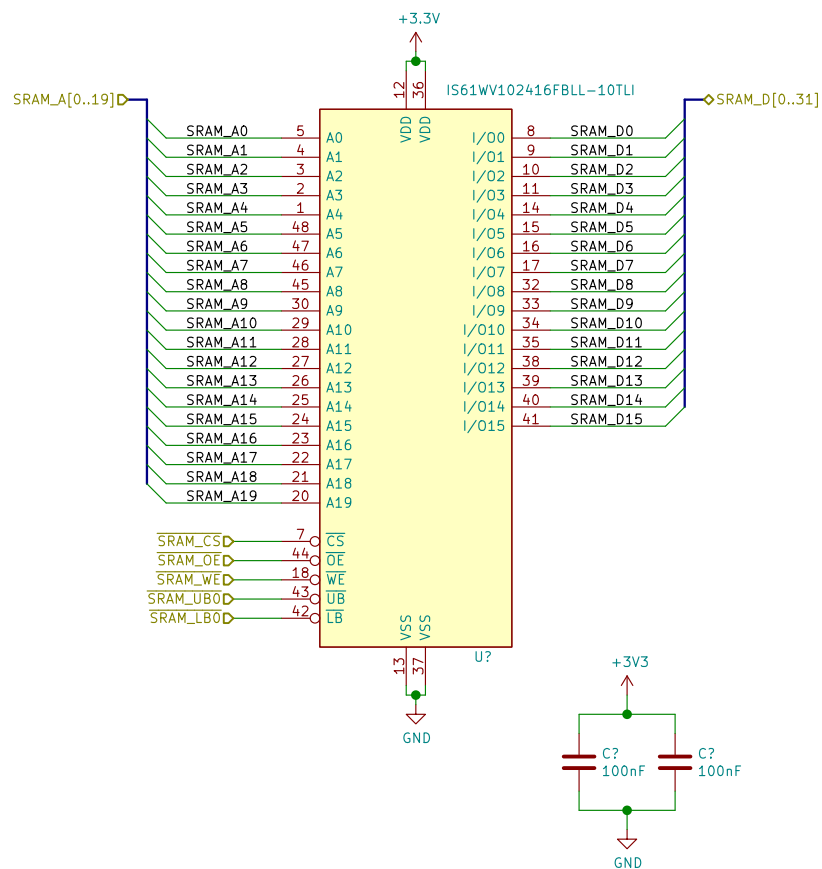 +3.3V
IS61WV102416FBLL-10TLI
SRAM_A[0..19]
SRAM_D[0..31]
12 36
VDD VDD
SRAM_A0 5 A0 I/O0 8 SRAM_D0
SRAM_A1 4 A1 I/O1 9 SRAM_D1
SRAM_A2 3 A2 I/O2 10 SRAM_D2
SRAM_A3 2 A3 I/O3 11 SRAM_D3
SRAM_A4 1 A4 I/O4 14 SRAM_D4
SRAM_A5 48 A5 I/O5 15 SRAM_D5
SRAM_A6 47 A6 I/O6 16 SRAM_D6
SRAM_A7 46 A7 I/O7 17 SRAM_D7
SRAM_A8 45 A8 I/O8 32 SRAM_D8
SRAM_A9 30 A9 I/O9 33 SRAM_D9
SRAM_A10 29 A10 I/O10 34 SRAM_D10
SRAM_A11 28 A11 I/O11 35 SRAM_D11
SRAM_A12 27 A12 I/O12 38 SRAM_D12
SRAM_A13 26 A13 I/O13 39 SRAM_D13
SRAM_A14 25 A14 I/O14 40 SRAM_D14
SRAM_A15 24 A15 I/O15 41 SRAM_D15
SRAM_A16 23 A16
SRAM_A17 22 A17
SRAM_A18 21 A18
SRAM_A19 20 A19
SRAM_CS 7 CS
SRAM_OE 44 OE
SRAM_WE 18 WE
SRAM_UB0 43 UB
SRAM_LB0 42 LB
VSS VSS
13 37
U?
GND
+3V3
C?
100nF
C?
100nF
GND